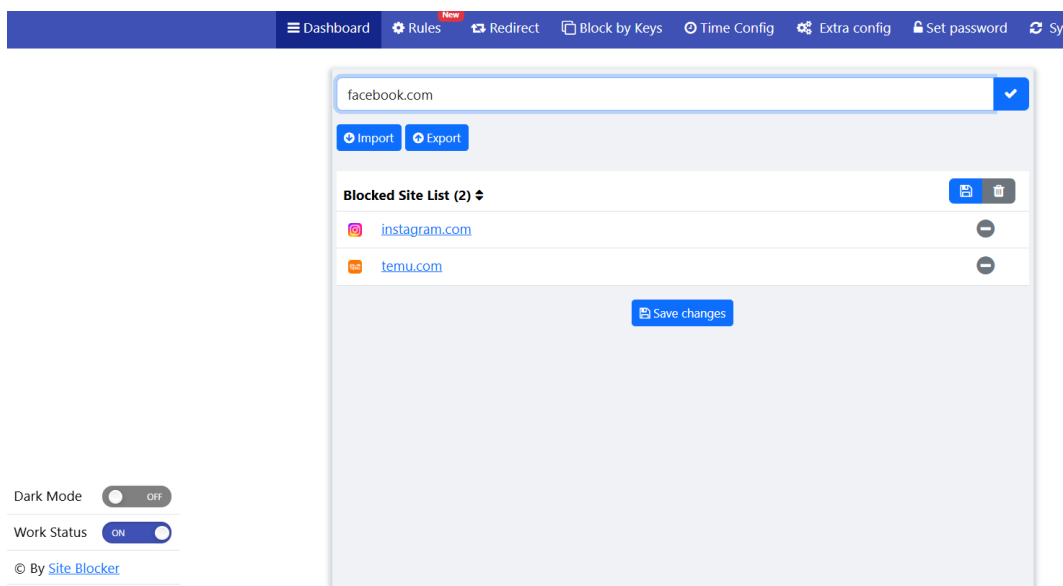 New
Dashboard Rules Redirect Block by Keys Time Config Extra config Set password Sy
facebook.com
Import Export
Blocked Site List (2)
instagram.com
temu.com
Save changes
Dark Mode OFF
Work Status ON
© By Site Blocker